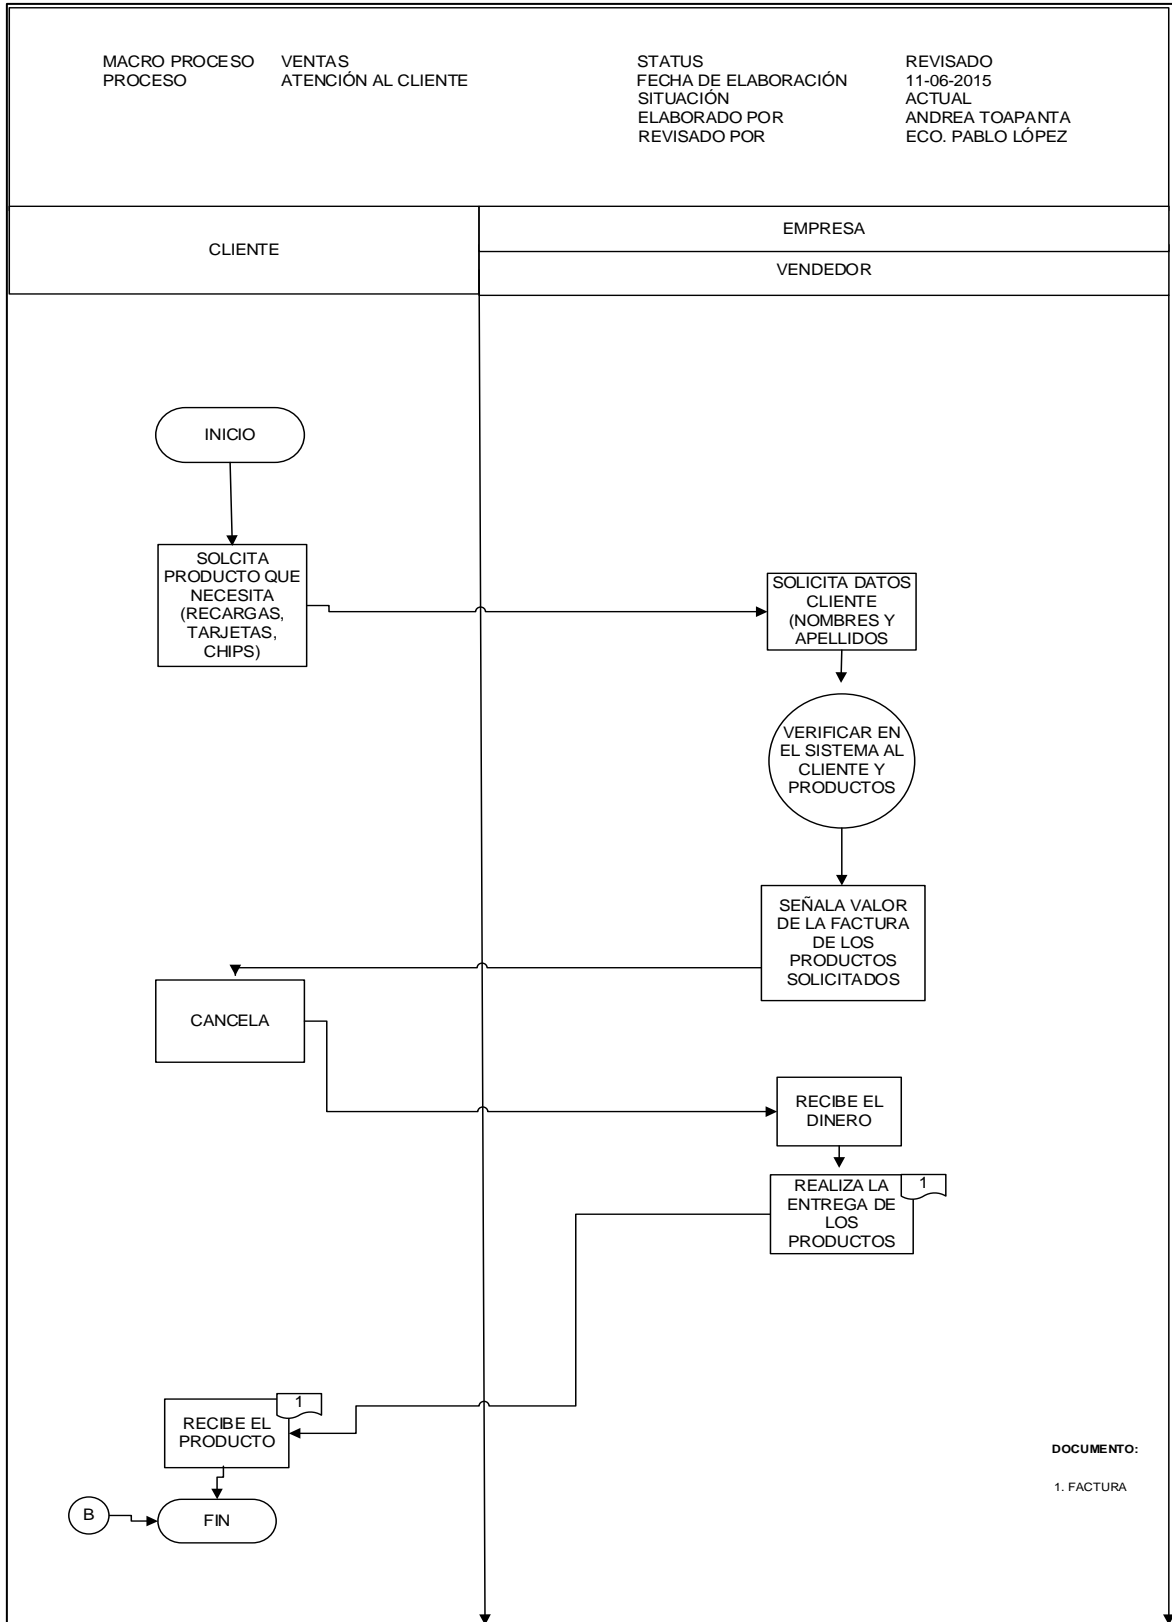 MACRO PROCESO VENTAS
PROCESO ATENCIÓN AL CLIENTE
STATUS REVISADO
FECHA DE ELABORACIÓN 11-06-2015
SITUACIÓN ACTUAL
ELABORADO POR ANDREA TOAPANTA
REVISADO POR ECO. PABLO LÓPEZ
CLIENTE
EMPRESA
VENDEDOR
INICIO
SOLCITA
PRODUCTO QUE
NECESITA
(RECARGAS,
TARJETAS,
CHIPS)
SOLICITA DATOS
CLIENTE
(NOMBRES Y
APELLIDOS
VERIFICAR EN
EL SISTEMA AL
CLIENTE Y
PRODUCTOS
SEÑALA VALOR
DE LA FACTURA
DE LOS
PRODUCTOS
SOLICITADOS
CANCELA
RECIBE EL
DINERO
REALIZA LA
ENTREGA DE
LOS
PRODUCTOS
1
RECIBE EL
PRODUCTO
1
B
FIN
DOCUMENTO:
1. FACTURA